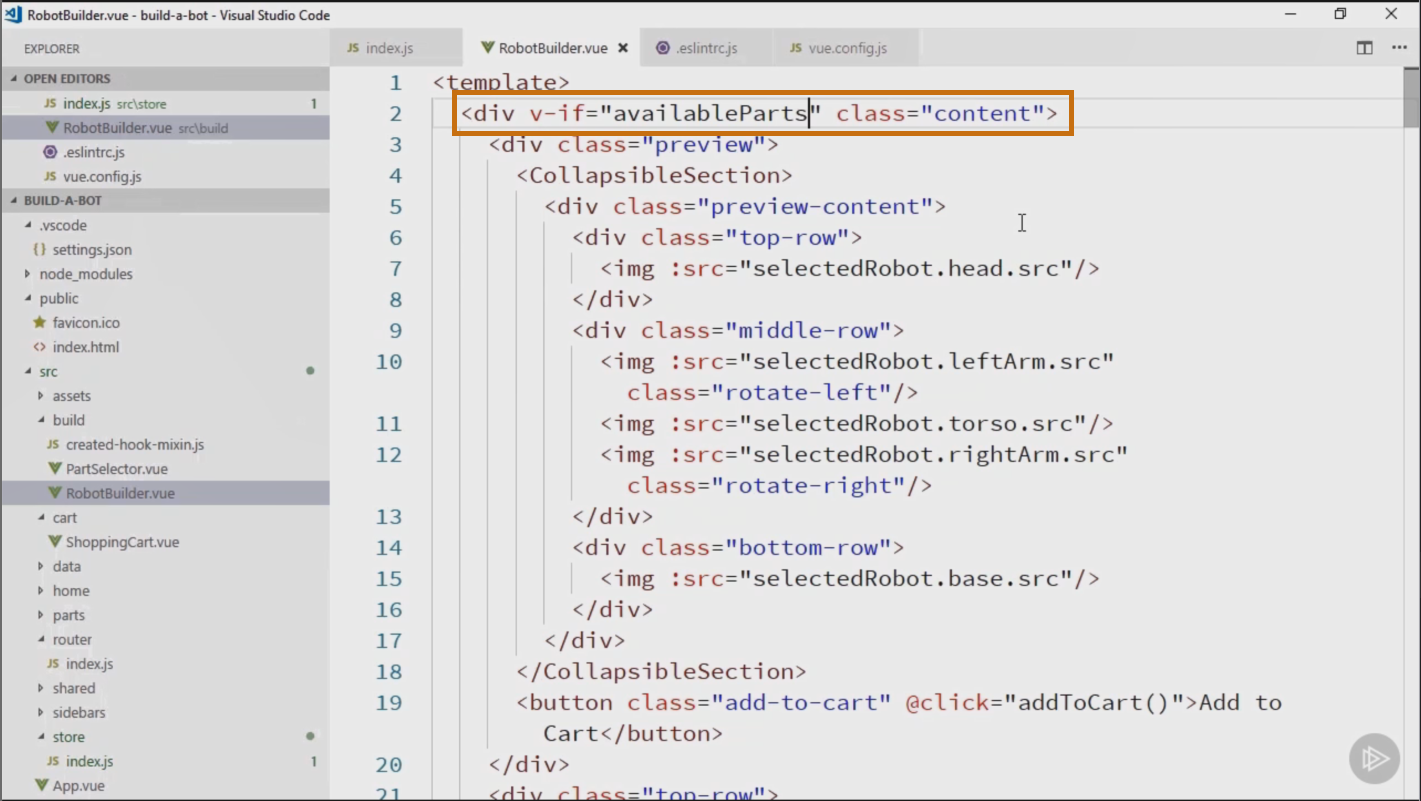 RobotBuilder.vue - build-a-bot - Visual Studio Code
EXPLORER
OPEN EDITORS
JS index.js src\store 1
RobotBuilder.vue src\build
.eslintrc.js
JS vue.config.js
BUILD-A-BOT
.vscode
{} settings.json
node_modules
public
favicon.ico
<> index.html
src
assets
build
JS created-hook-mixin.js
PartSelector.vue
RobotBuilder.vue
cart
ShoppingCart.vue
data
home
parts
router
JS index.js
shared
sidebars
store
JS index.js 1
App.vue
JS index.js RobotBuilder.vue .eslintrc.js JS vue.config.js
1 <template>
2 <div v-if="availableParts" class="content">
3 <div class="preview">
4 <CollapsibleSection>
5 <div class="preview-content">
6 <div class="top-row">
7 <img :src="selectedRobot.head.src"/>
8 </div>
9 <div class="middle-row">
10 <img :src="selectedRobot.leftArm.src"
class="rotate-left"/>
11 <img :src="selectedRobot.torso.src"/>
12 <img :src="selectedRobot.rightArm.src"
class="rotate-right"/>
13 </div>
14 <div class="bottom-row">
15 <img :src="selectedRobot.base.src"/>
16 </div>
17 </div>
18 </CollapsibleSection>
19 <button class="add-to-cart" @click="addToCart()">Add to
Cart</button>
20 </div>
21 <div class="top-row">